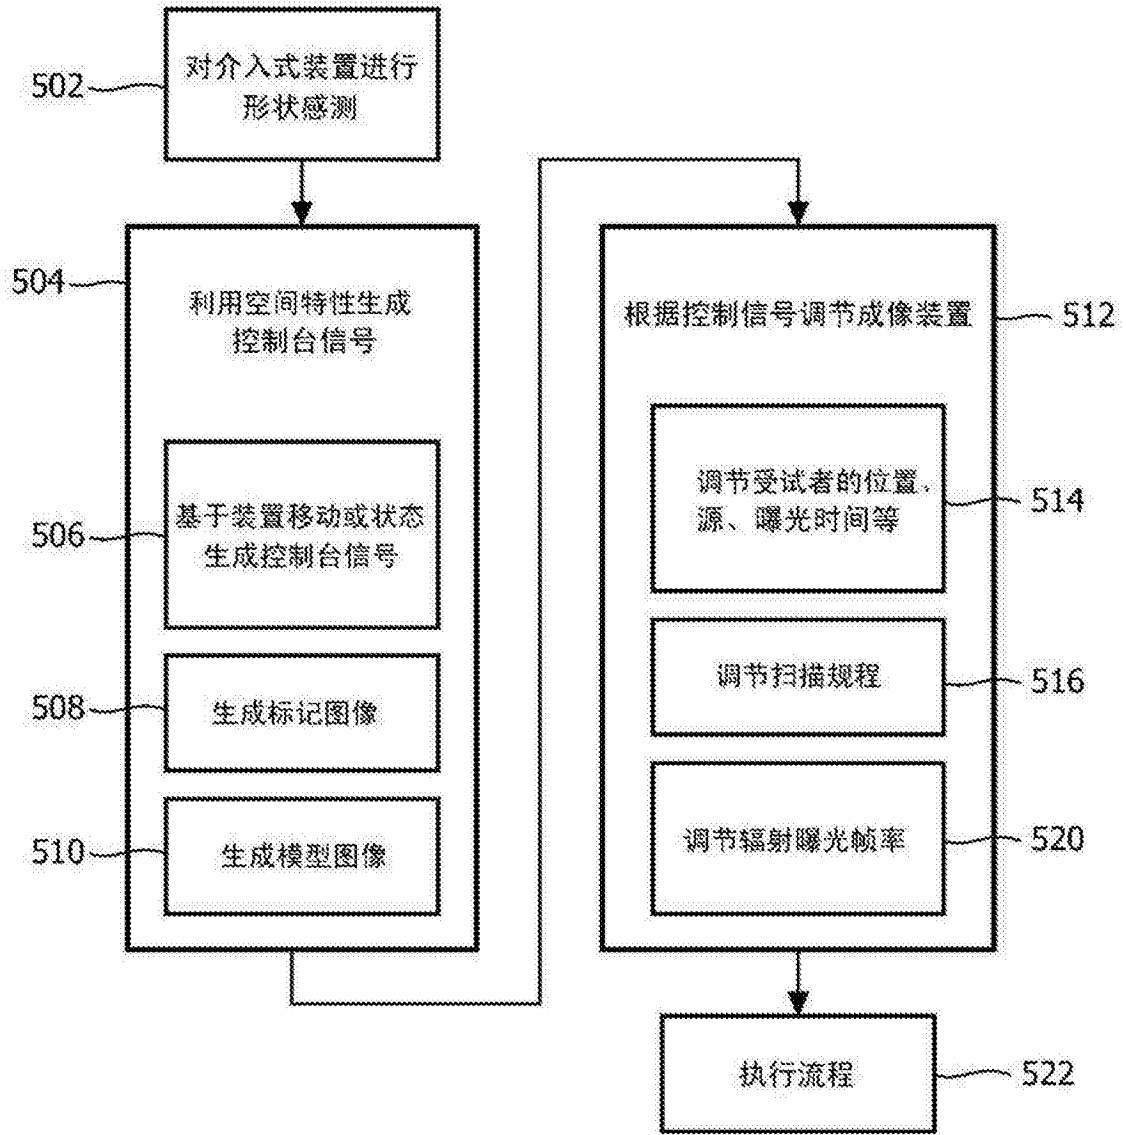 502
对介入式装置进行
形状感测
504
利用空间特性生成
控制台信号
506
基于装置移动或状态
生成控制台信号
508
生成标记图像
510
生成模型图像
根据控制信号调节成像装置
512
调节受试者的位置、
源、曝光时间等
514
调节扫描规程
516
调节辐射曝光帧率
520
执行流程
522